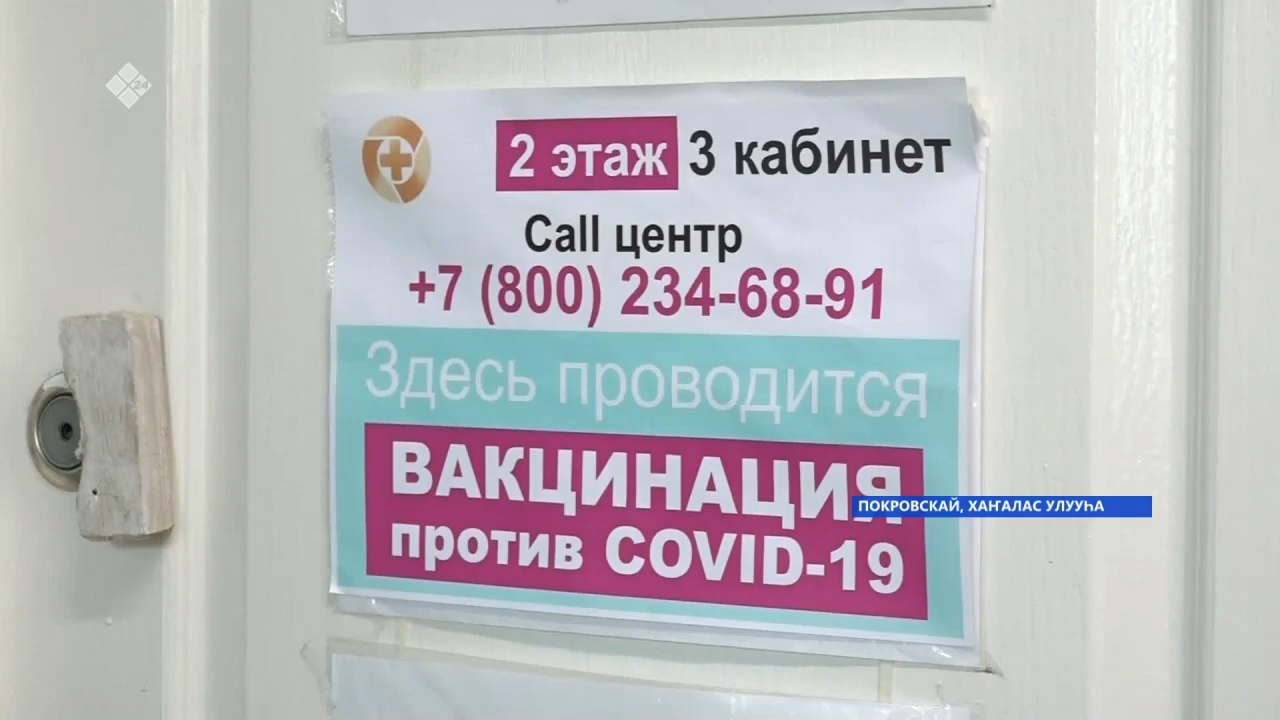 24
2 этаж 3 кабинет
Call центр
+7 (800) 234-68-91
Здесь проводится
ВАКЦИНАЦИЯ
ПОКРОВСКАЙ, ХАҤАЛАС УЛУУҺА
против COVID-19